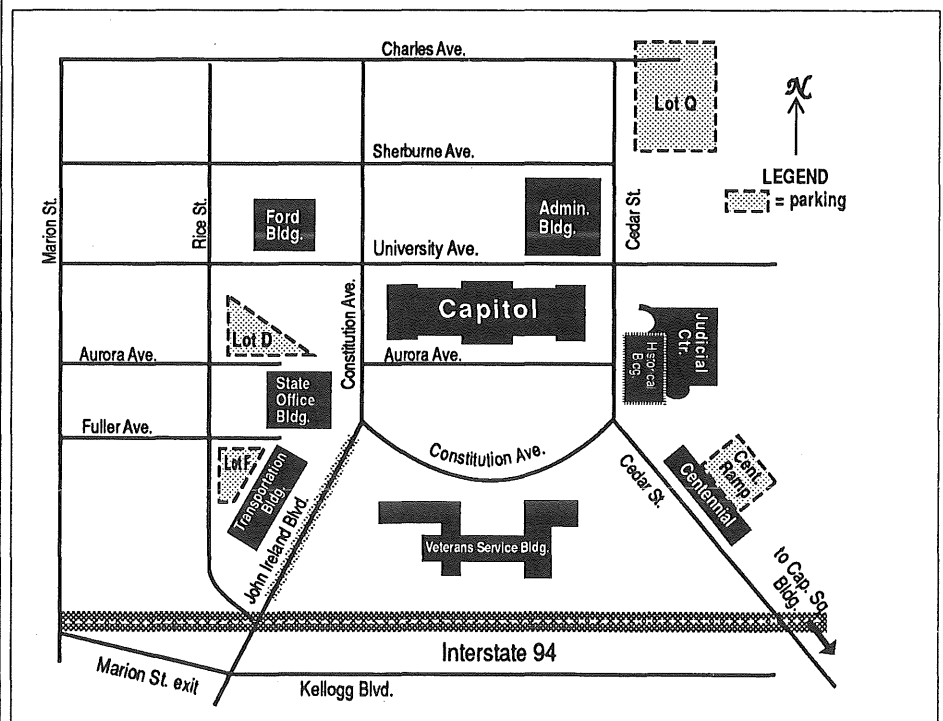 Charles Ave.
Lot Q
N
Sherburne Ave.
LEGEND
= parking
Marion St.
Rice St.
Ford
Bldg.
Admin.
Bldg.
Cedar St.
University Ave.
Constitution Ave.
Capitol
Judicial
Ctr.
Historical
Bldg.
Lot D
Aurora Ave.
Aurora Ave.
State
Office
Bldg.
Fuller Ave.
Constitution Ave.
Lot F
Transportation
Bldg.
John Ireland Blvd.
Cedar St.
Cent.
Ramp
Centennial
Veterans Service Bldg.
to Cap. Sq
Bldg.
Interstate 94
Marion St. exit
Kellogg Blvd.